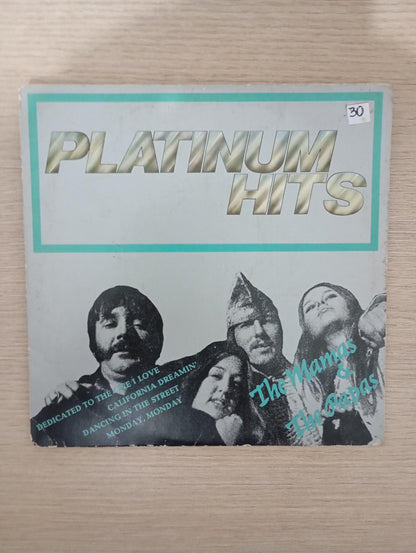 30
PLATINUM
HITS
DEDICATED TO THE ONE I LOVE
CALIFORNIA DREAMIN'
DANCING IN THE STREET
MONDAY, MONDAY
The Mamas
&
The Papas